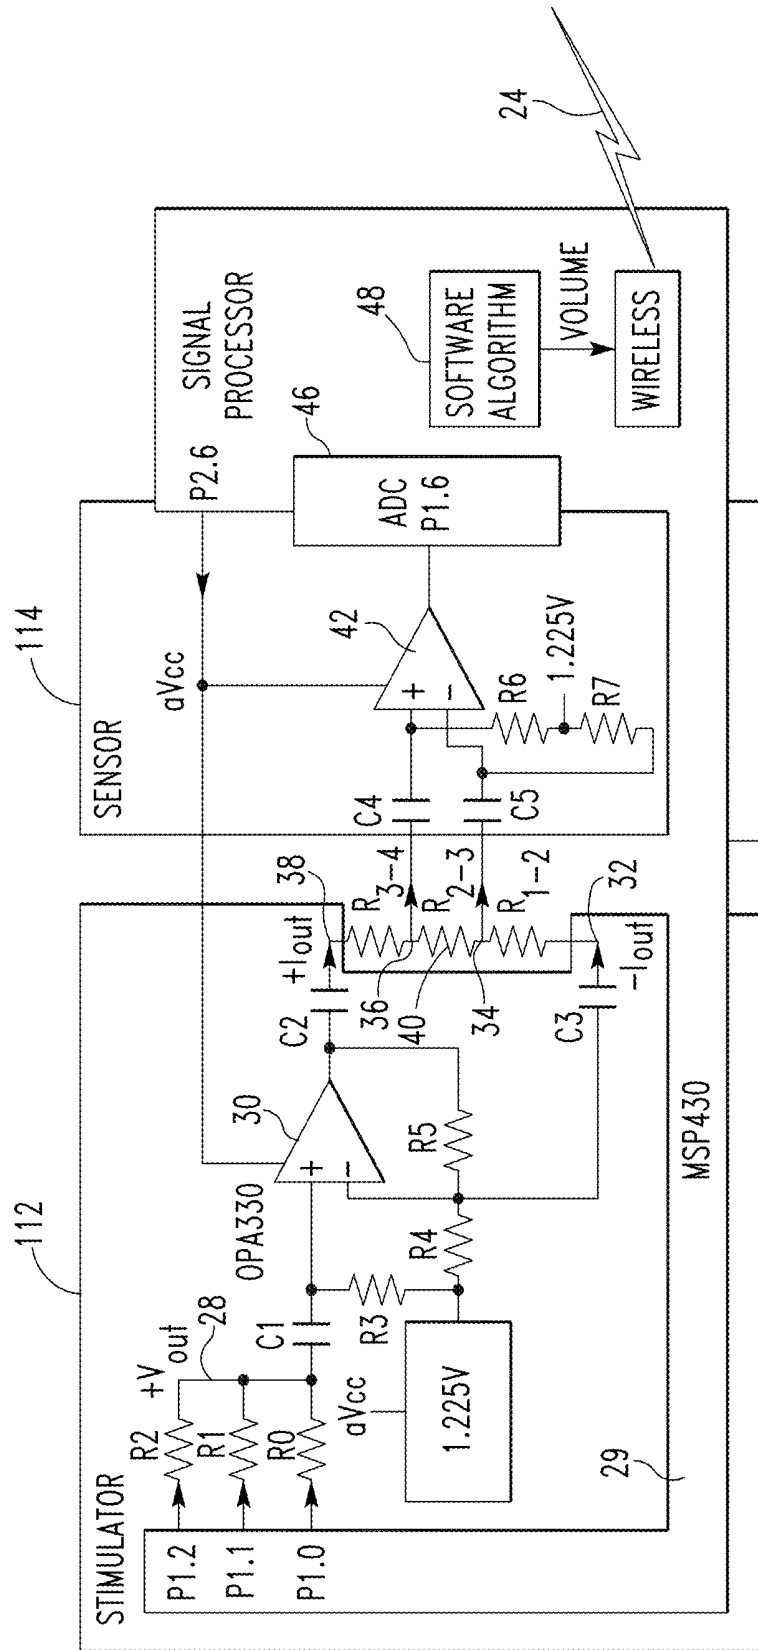 112
STIMULATOR
P1.2
P1.1
P1.0
R2
R1
R0
+Vout
28
C1
OPA330
30
+
−
R3
R4
R5
aVcc
1.225V
29
C2
+Iout
38
R3−4
36
R2−3
40
34
R1−2
32
C3
−Iout
MSP430
114
SENSOR
aVcc
C4
C5
42
+
−
R6
1.225V
R7
P2.6
SIGNAL
PROCESSOR
46
ADC
P1.6
48
SOFTWARE
ALGORITHM
VOLUME
WIRELESS
24